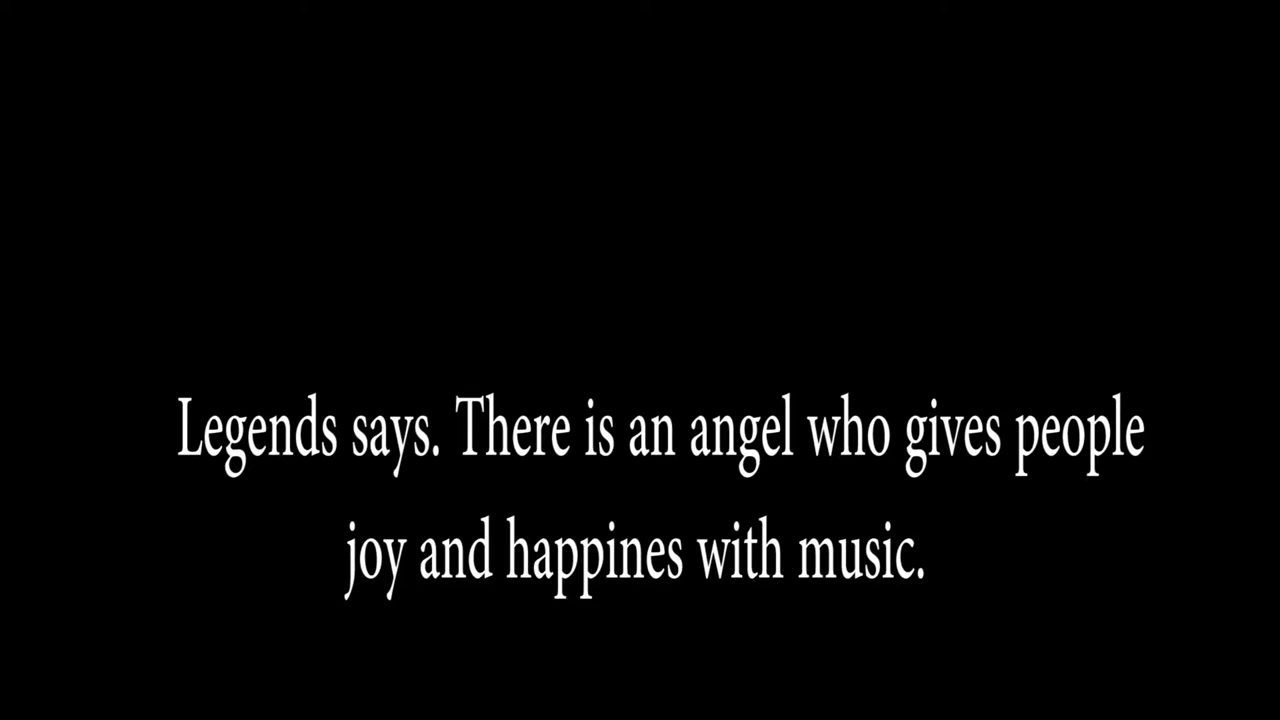 Legends says. There is an angel who gives people
joy and happines with music.